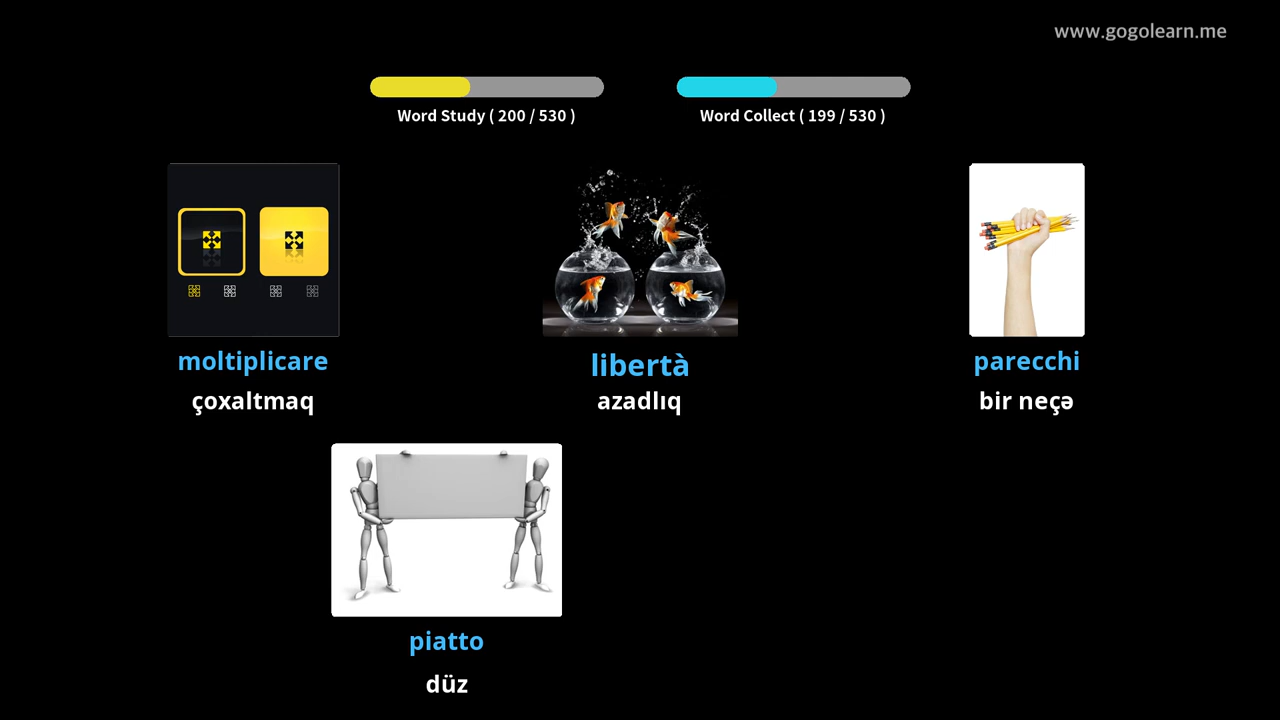 www.gogolearn.me
Word Study ( 200 / 530 )
Word Collect ( 199 / 530 )
moltiplicare
çoxaltmaq
libertà
azadlıq
parecchi
bir neçə
piatto
düz